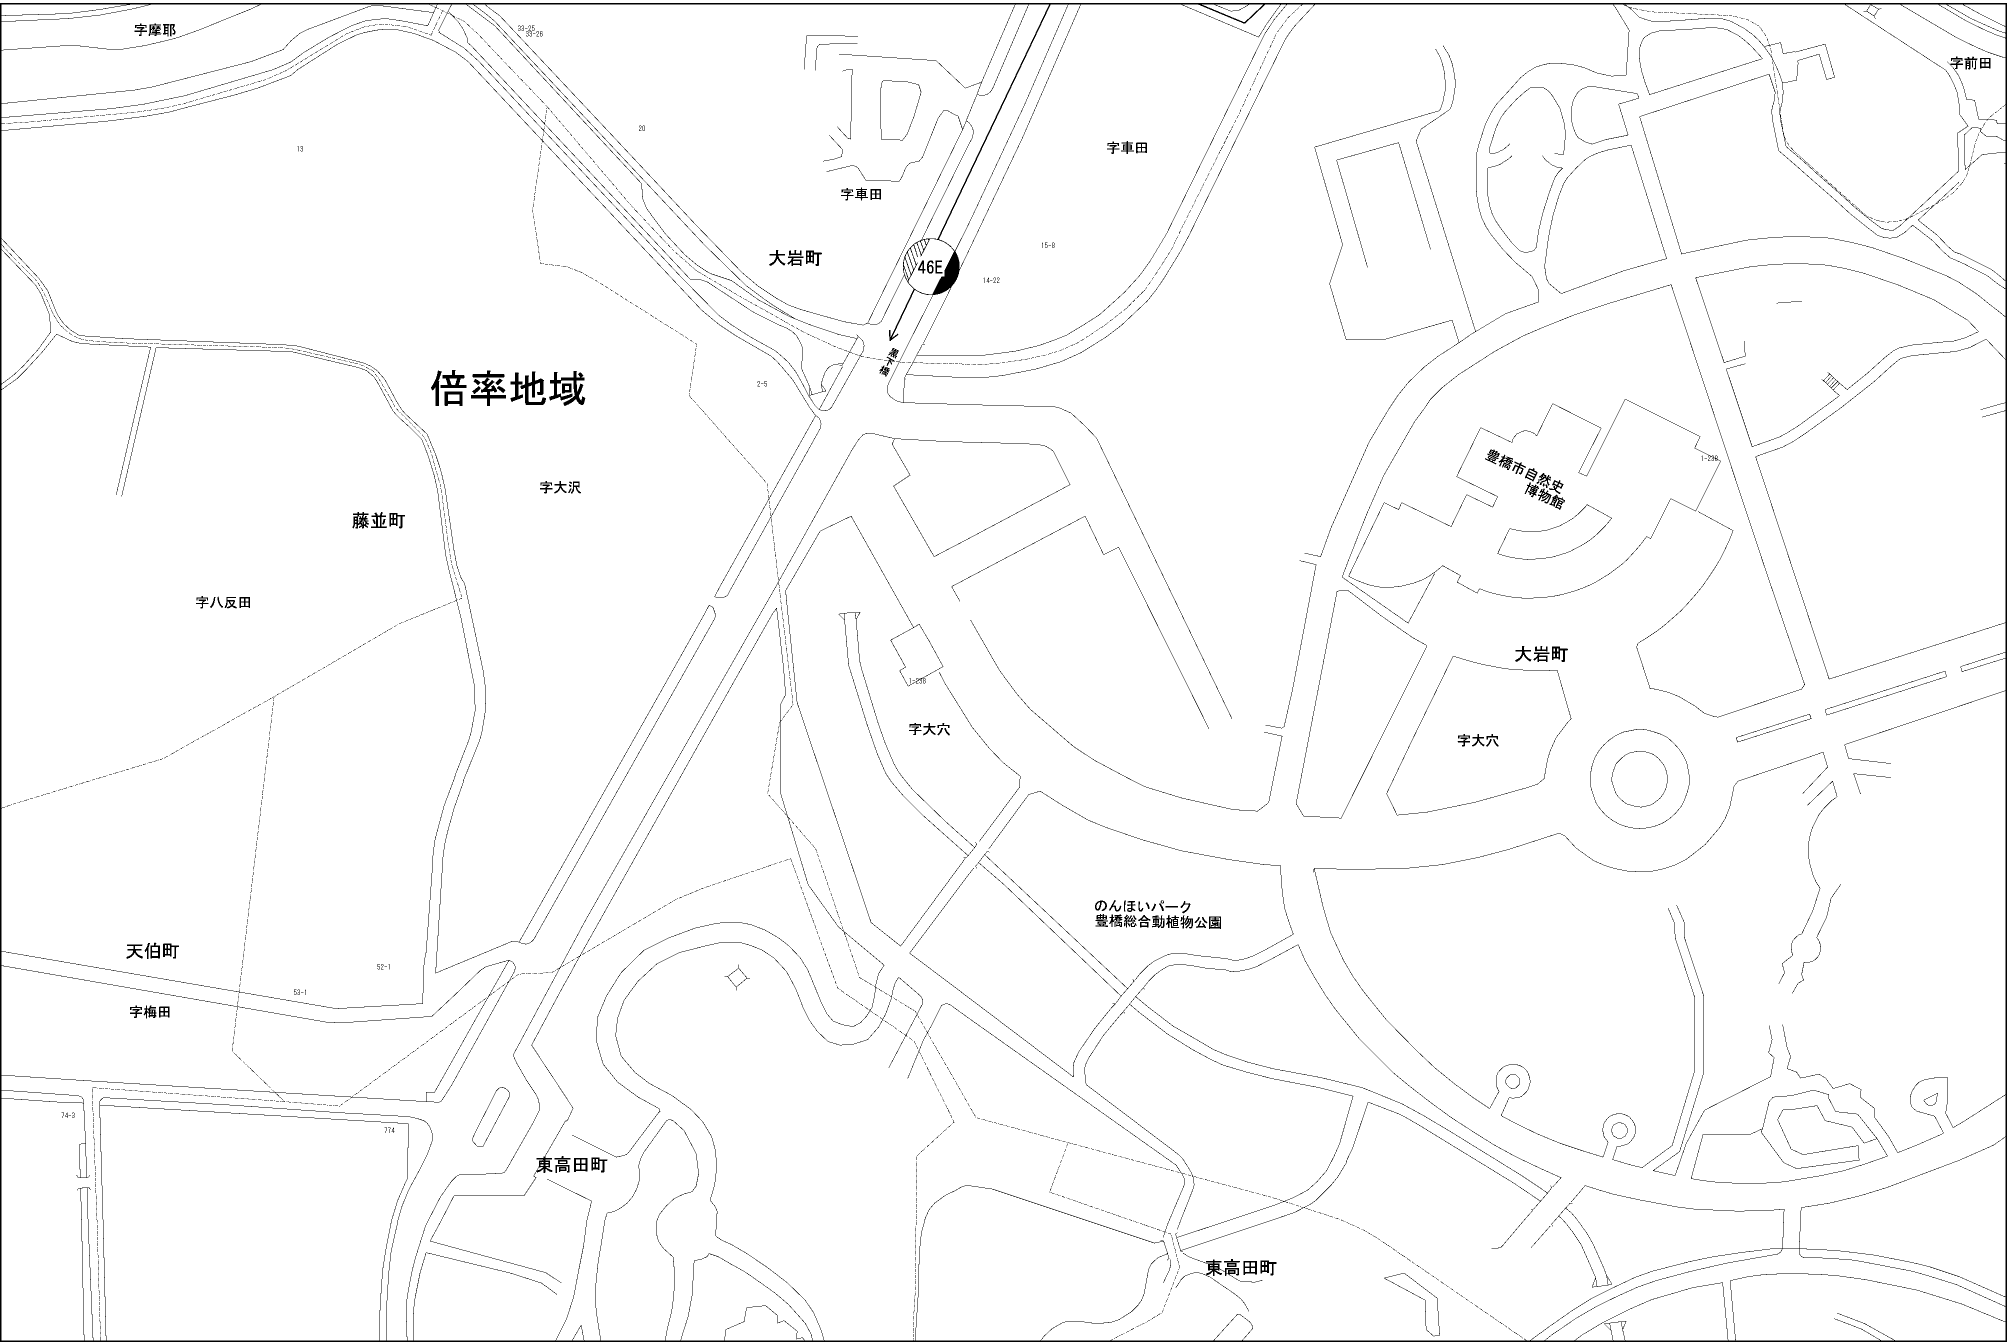 字摩耶
33-25
33-26
字前田
20
13
字車田
字車田
15-8
大岩町
46E
14-22
黒下橋
2-5
倍率地域
豊橋市自然史
博物館
1-238
字大沢
藤並町
字八反田
大岩町
1-238
字大穴
字大穴
のんほいパーク
豊橋総合動植物公園
天伯町
52-1
53-1
字梅田
74-3
774
東高田町
東高田町